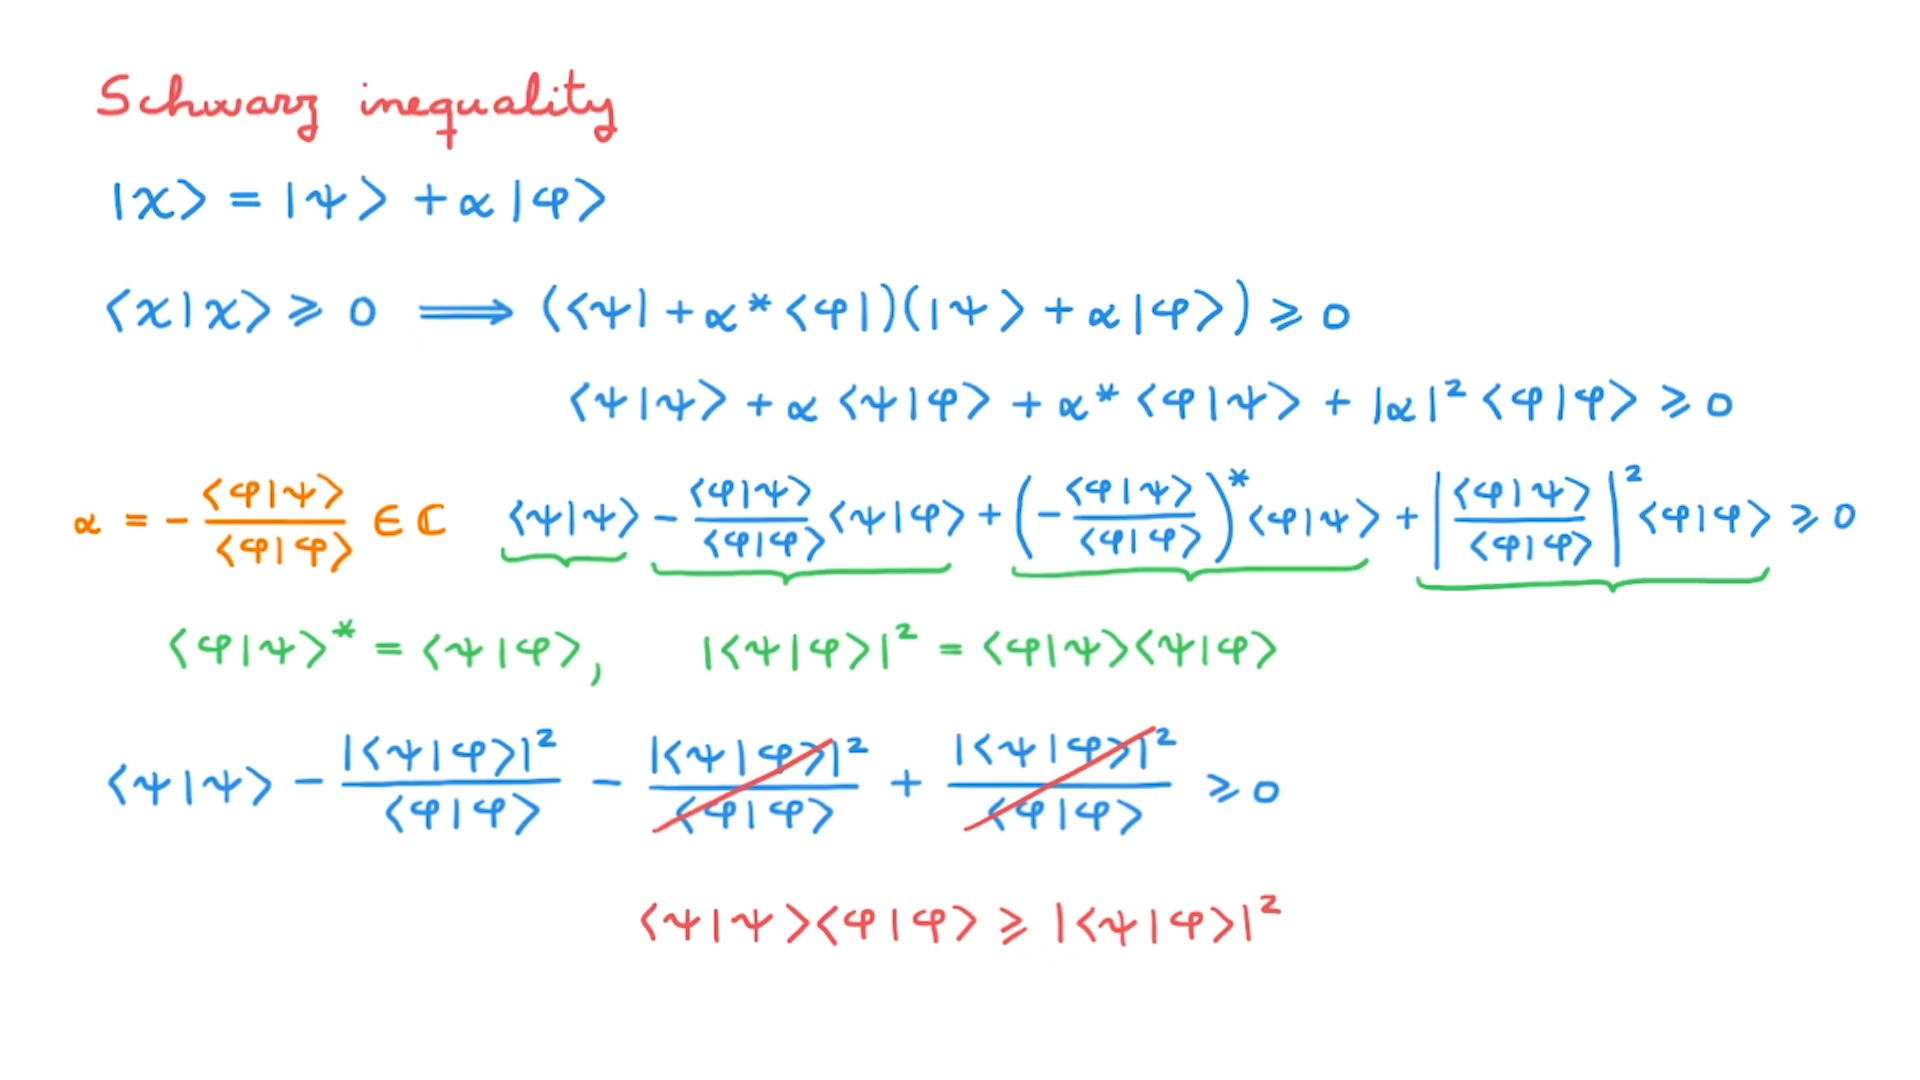 Schwarz inequality
|χ⟩ = |ψ⟩ + α|φ⟩
⟨χ|χ⟩ ⩾ 0 ⟹ (⟨ψ| + α*⟨φ|)(|ψ⟩ + α|φ⟩) ⩾ 0
⟨ψ|ψ⟩ + α⟨ψ|φ⟩ + α*⟨φ|ψ⟩ + |α|²⟨φ|φ⟩ ⩾ 0
α = -⟨φ|ψ⟩/⟨φ|φ⟩ ∈ ℂ ⟨ψ|ψ⟩ - ⟨φ|ψ⟩/⟨φ|φ⟩ ⟨ψ|φ⟩ + (-⟨φ|ψ⟩/⟨φ|φ⟩)* ⟨φ|ψ⟩ + |⟨φ|ψ⟩/⟨φ|φ⟩|² ⟨φ|φ⟩ ⩾ 0
⟨φ|ψ⟩* = ⟨ψ|φ⟩, |⟨ψ|φ⟩|² = ⟨φ|ψ⟩⟨ψ|φ⟩
⟨ψ|ψ⟩ - |⟨ψ|φ⟩|²/⟨φ|φ⟩ - |⟨ψ|φ⟩|²/⟨φ|φ⟩ + |⟨ψ|φ⟩|²/⟨φ|φ⟩ ⩾ 0
⟨ψ|ψ⟩⟨φ|φ⟩ ⩾ |⟨ψ|φ⟩|²